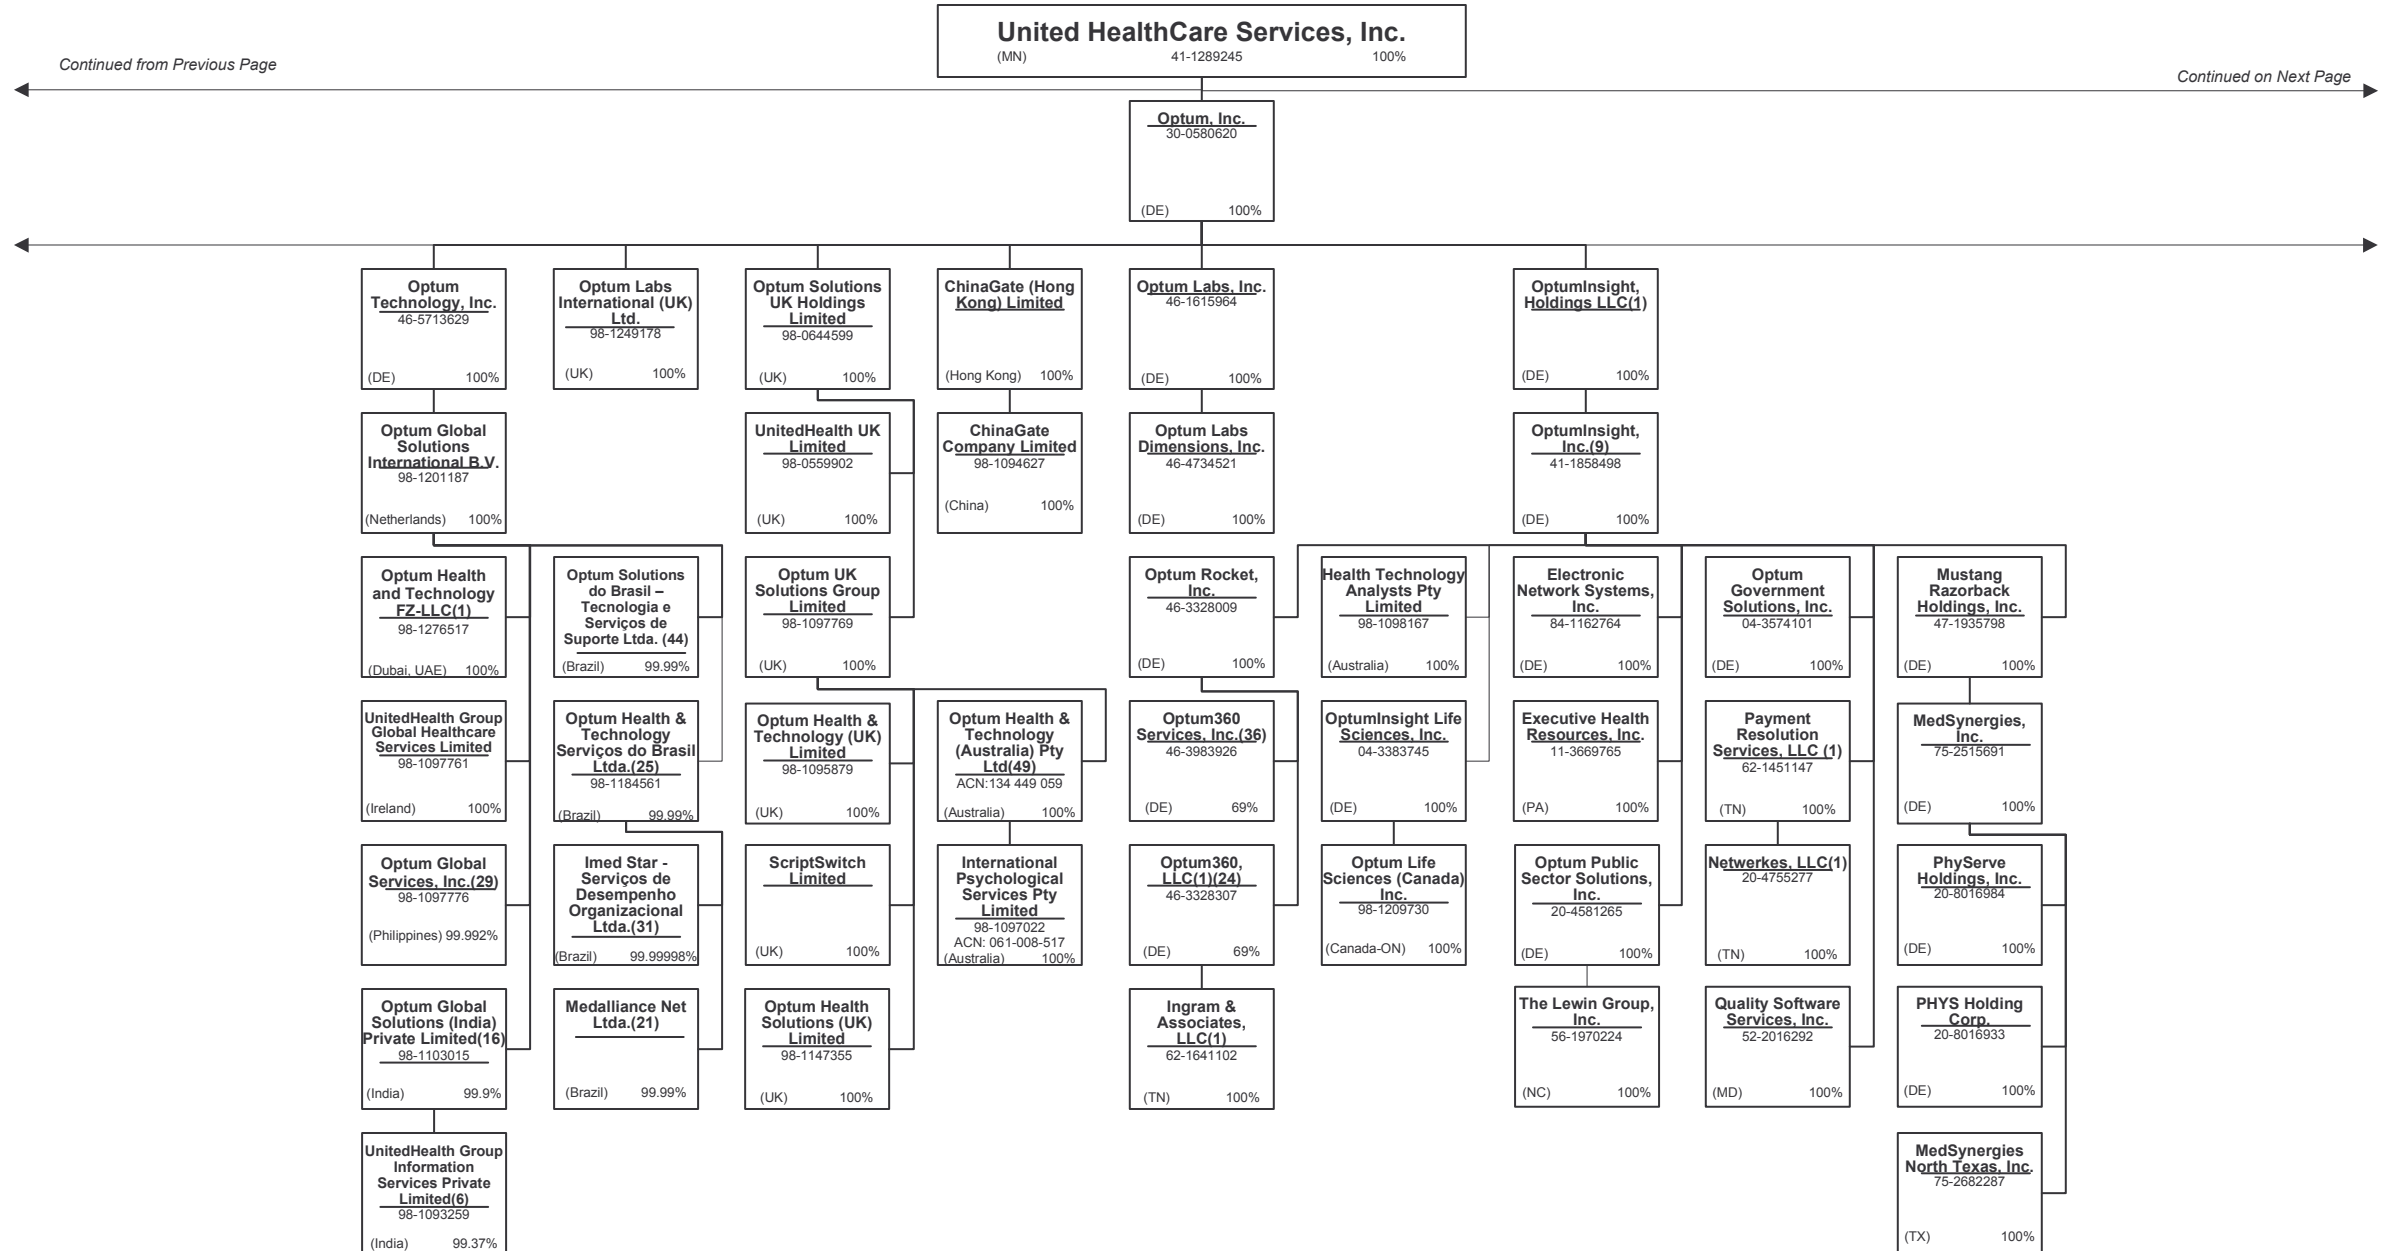 United HealthCare Services, Inc.
(MN) 41-1289245 100%
Continued from Previous Page
Continued on Next Page
Optum, Inc.
30-0580620
(DE) 100%
Optum
Technology, Inc.
46-5713629
(DE) 100%
Optum Labs
International (UK)
Ltd.
98-1249178
(UK) 100%
Optum Solutions
UK Holdings
Limited
98-0644599
(UK) 100%
ChinaGate (Hong
Kong) Limited
(Hong Kong) 100%
Optum Labs, Inc.
46-1615964
(DE) 100%
OptumInsight,
Holdings LLC(1)
(DE) 100%
Optum Global
Solutions
International B.V.
98-1201187
(Netherlands) 100%
UnitedHealth UK
Limited
98-0559902
(UK) 100%
ChinaGate
Company Limited
98-1094627
(China) 100%
Optum Labs
Dimensions, Inc.
46-4734521
(DE) 100%
OptumInsight,
Inc.(9)
41-1858498
(DE) 100%
Optum Health
and Technology
FZ-LLC(1)
98-1276517
(Dubai, UAE) 100%
Optum Solutions
do Brasil –
Tecnologia e
Serviços de
Suporte Ltda. (44)
(Brazil) 99.99%
Optum UK
Solutions Group
Limited
98-1097769
(UK) 100%
Optum Rocket,
Inc.
46-3328009
(DE) 100%
Health Technology
Analysts Pty
Limited
98-1098167
(Australia) 100%
Electronic
Network Systems,
Inc.
84-1162764
(DE) 100%
Optum
Government
Solutions, Inc.
04-3574101
(DE) 100%
Mustang
Razorback
Holdings, Inc.
47-1935798
(DE) 100%
UnitedHealth Group
Global Healthcare
Services Limited
98-1097761
(Ireland) 100%
Optum Health &
Technology
Serviços do Brasil
Ltda.(25)
98-1184561
(Brazil) 99.99%
Optum Health &
Technology (UK)
Limited
98-1095879
(UK) 100%
Optum Health &
Technology
(Australia) Pty
Ltd(49)
ACN:134 449 059
(Australia) 100%
Optum360
Services, Inc.(36)
46-3983926
(DE) 69%
OptumInsight Life
Sciences, Inc.
04-3383745
(DE) 100%
Executive Health
Resources, Inc.
11-3669765
(PA) 100%
Payment
Resolution
Services, LLC (1)
62-1451147
(TN) 100%
MedSynergies,
Inc.
75-2515691
(DE) 100%
Optum Global
Services, Inc.(29)
98-1097776
(Philippines) 99.992%
Imed Star -
Serviços de
Desempenho
Organizacional
Ltda.(31)
(Brazil) 99.99998%
ScriptSwitch
Limited
(UK) 100%
International
Psychological
Services Pty
Limited
98-1097022
ACN: 061-008-517
(Australia) 100%
Optum360,
LLC(1)(24)
46-3328307
(DE) 69%
Optum Life
Sciences (Canada)
Inc.
98-1209730
(Canada-ON) 100%
Optum Public
Sector Solutions,
Inc.
20-4581265
(DE) 100%
Netwerkes, LLC(1)
20-4755277
(TN) 100%
PhyServe
Holdings, Inc.
20-8016984
(DE) 100%
Optum Global
Solutions (India)
Private Limited(16)
98-1103015
(India) 99.9%
Medalliance Net
Ltda.(21)
(Brazil) 99.99%
Optum Health
Solutions (UK)
Limited
98-1147355
(UK) 100%
Ingram &
Associates,
LLC(1)
62-1641102
(TN) 100%
The Lewin Group,
Inc.
56-1970224
(NC) 100%
Quality Software
Services, Inc.
52-2016292
(MD) 100%
PHYS Holding
Corp.
20-8016933
(DE) 100%
UnitedHealth Group
Information
Services Private
Limited(6)
98-1093259
(India) 99.37%
MedSynergies
North Texas, Inc.
75-2682287
(TX) 100%